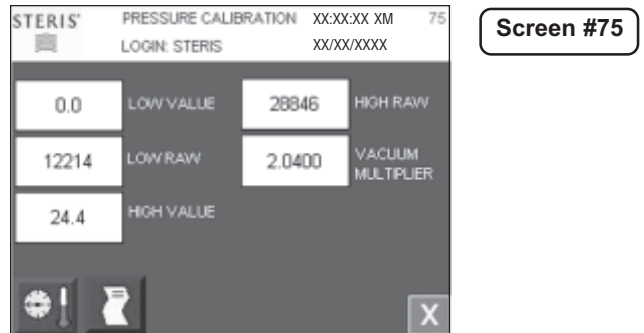 STERIS® PRESSURE CALIBRATION XX:XX:XX XM 75
LOGIN: STERIS XX/XX/XXXX
Screen #75
0.0 LOW VALUE 28846 HIGH RAW
12214 LOW RAW 2.0400 VACUUM
MULTIPLIER
24.4 HIGH VALUE
X